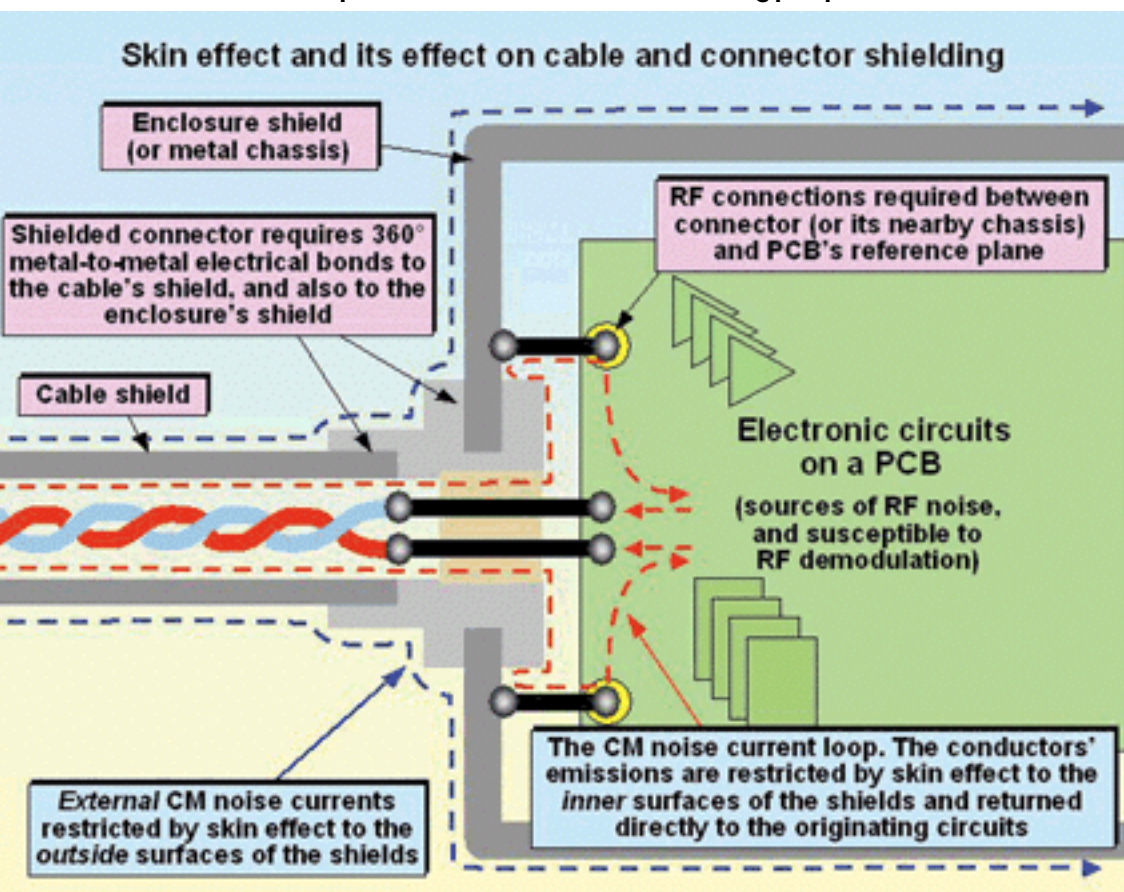 Skin effect and its effect on cable and connector shielding
Enclosure shield
(or metal chassis)
RF connections required between
connector (or its nearby chassis)
and PCB's reference plane
Shielded connector requires 360°
metal-to-metal electrical bonds to
the cable's shield, and also to the
enclosure's shield
Cable shield
Electronic circuits
on a PCB
(sources of RF noise,
and susceptible to
RF demodulation)
The CM noise current loop. The conductors'
emissions are restricted by skin effect to the
inner surfaces of the shields and returned
directly to the originating circuits
External CM noise currents
restricted by skin effect to the
outside surfaces of the shields